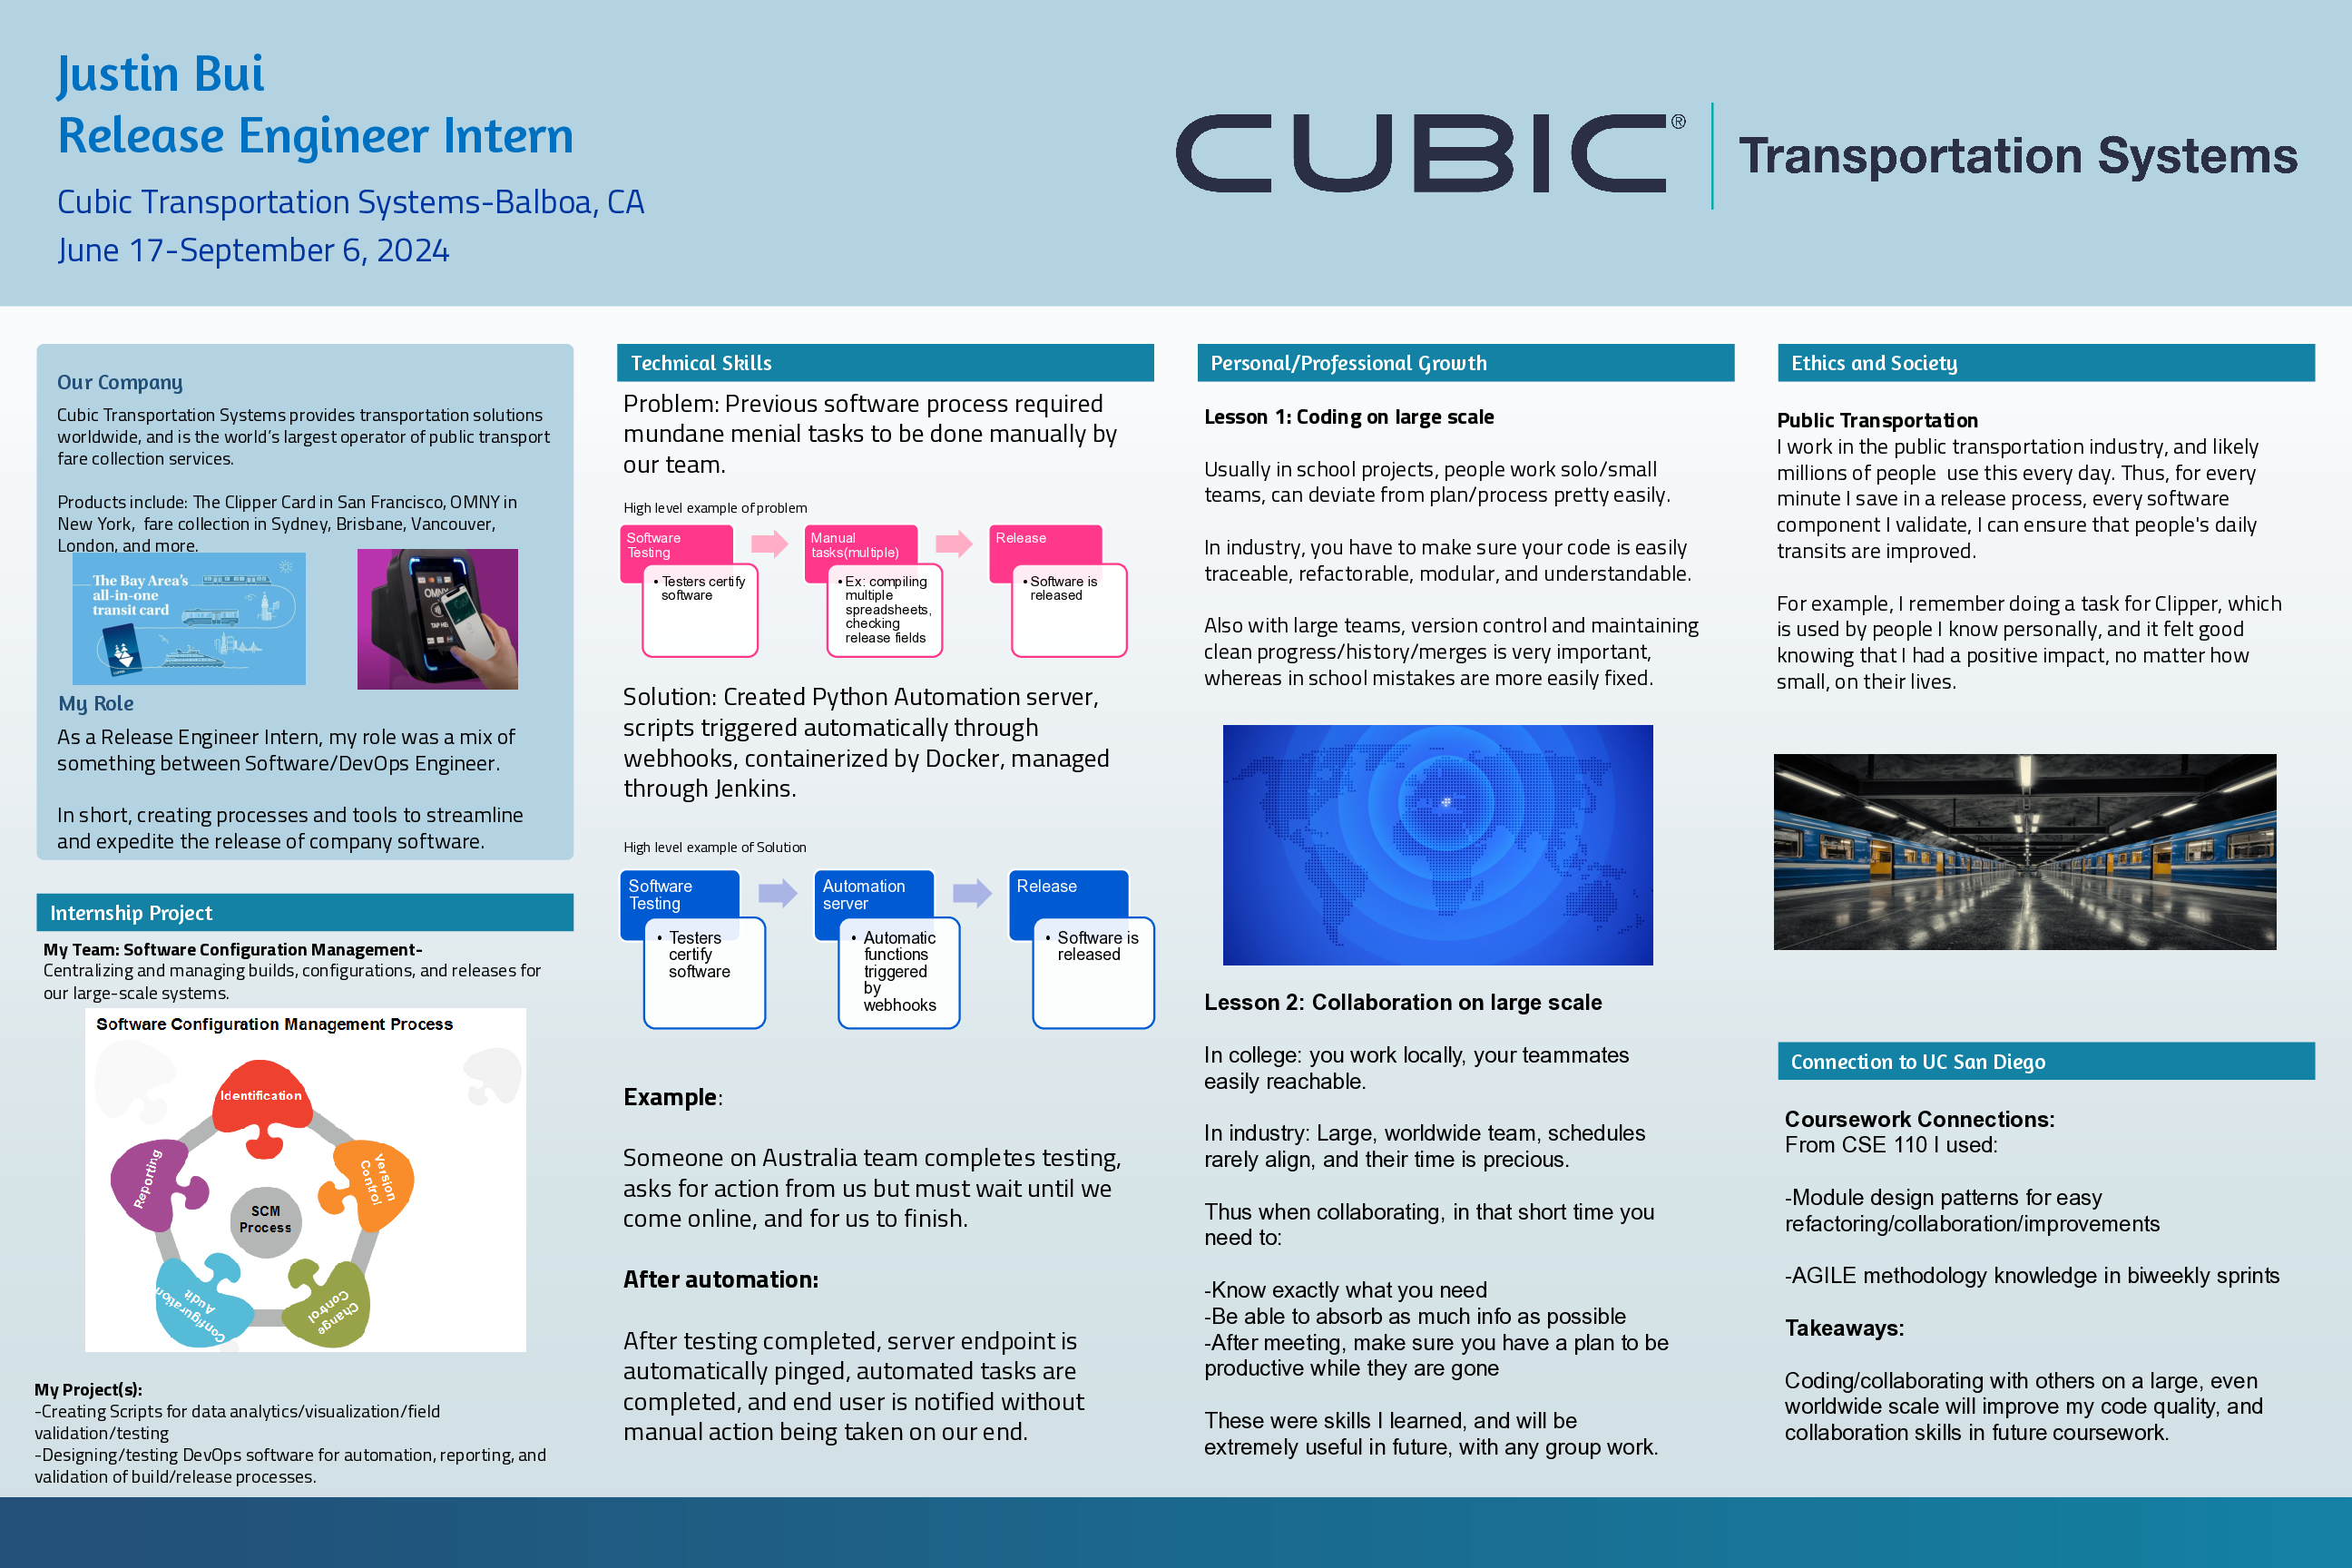 Justin Bui
Release Engineer Intern
Cubic Transportation Systems-Balboa, CA
June 17-September 6, 2024
CUBIC® Transportation Systems
Our Company
Cubic Transportation Systems provides transportation solutions
worldwide, and is the world's largest operator of public transport
fare collection services.
Products include: The Clipper Card in San Francisco, OMNY in
New York,  fare collection in Sydney, Brisbane, Vancouver,
London, and more.
The Bay Area's
all-in-one
transit card
OMNY
My Role
As a Release Engineer Intern, my role was a mix of
something between Software/DevOps Engineer.
In short, creating processes and tools to streamline
and expedite the release of company software.
Internship Project
My Team: Software Configuration Management-
Centralizing and managing builds, configurations, and releases for
our large-scale systems.
Software Configuration Management Process
Identification
Version
Control
Change
Control
Configuration
Audit
Reporting
SCM
Process
My Project(s):
-Creating Scripts for data analytics/visualization/field
validation/testing
-Designing/testing DevOps software for automation, reporting, and
validation of build/release processes.
Technical Skills
Problem: Previous software process required
mundane menial tasks to be done manually by
our team.
High level example of problem
Software
Testing
• Testers certify
software
Manual
tasks(multiple)
• Ex: compiling
multiple
spreadsheets,
checking
release fields
Release
• Software is
released
Solution: Created Python Automation server,
scripts triggered automatically through
webhooks, containerized by Docker, managed
through Jenkins.
High level example of Solution
Software
Testing
• Testers
certify
software
Automation
server
• Automatic
functions
triggered
by
webhooks
Release
• Software is
released
Example:
Someone on Australia team completes testing,
asks for action from us but must wait until we
come online, and for us to finish.
After automation:
After testing completed, server endpoint is
automatically pinged, automated tasks are
completed, and end user is notified without
manual action being taken on our end.
Personal/Professional Growth
Lesson 1: Coding on large scale
Usually in school projects, people work solo/small
teams, can deviate from plan/process pretty easily.
In industry, you have to make sure your code is easily
traceable, refactorable, modular, and understandable.
Also with large teams, version control and maintaining
clean progress/history/merges is very important,
whereas in school mistakes are more easily fixed.
Lesson 2: Collaboration on large scale
In college: you work locally, your teammates
easily reachable.
In industry: Large, worldwide team, schedules
rarely align, and their time is precious.
Thus when collaborating, in that short time you
need to:
-Know exactly what you need
-Be able to absorb as much info as possible
-After meeting, make sure you have a plan to be
productive while they are gone
These were skills I learned, and will be
extremely useful in future, with any group work.
Ethics and Society
Public Transportation
I work in the public transportation industry, and likely
millions of people  use this every day. Thus, for every
minute I save in a release process, every software
component I validate, I can ensure that people's daily
transits are improved.
For example, I remember doing a task for Clipper, which
is used by people I know personally, and it felt good
knowing that I had a positive impact, no matter how
small, on their lives.
Connection to UC San Diego
Coursework Connections:
From CSE 110 I used:
-Module design patterns for easy
refactoring/collaboration/improvements
-AGILE methodology knowledge in biweekly sprints
Takeaways:
Coding/collaborating with others on a large, even
worldwide scale will improve my code quality, and
collaboration skills in future coursework.